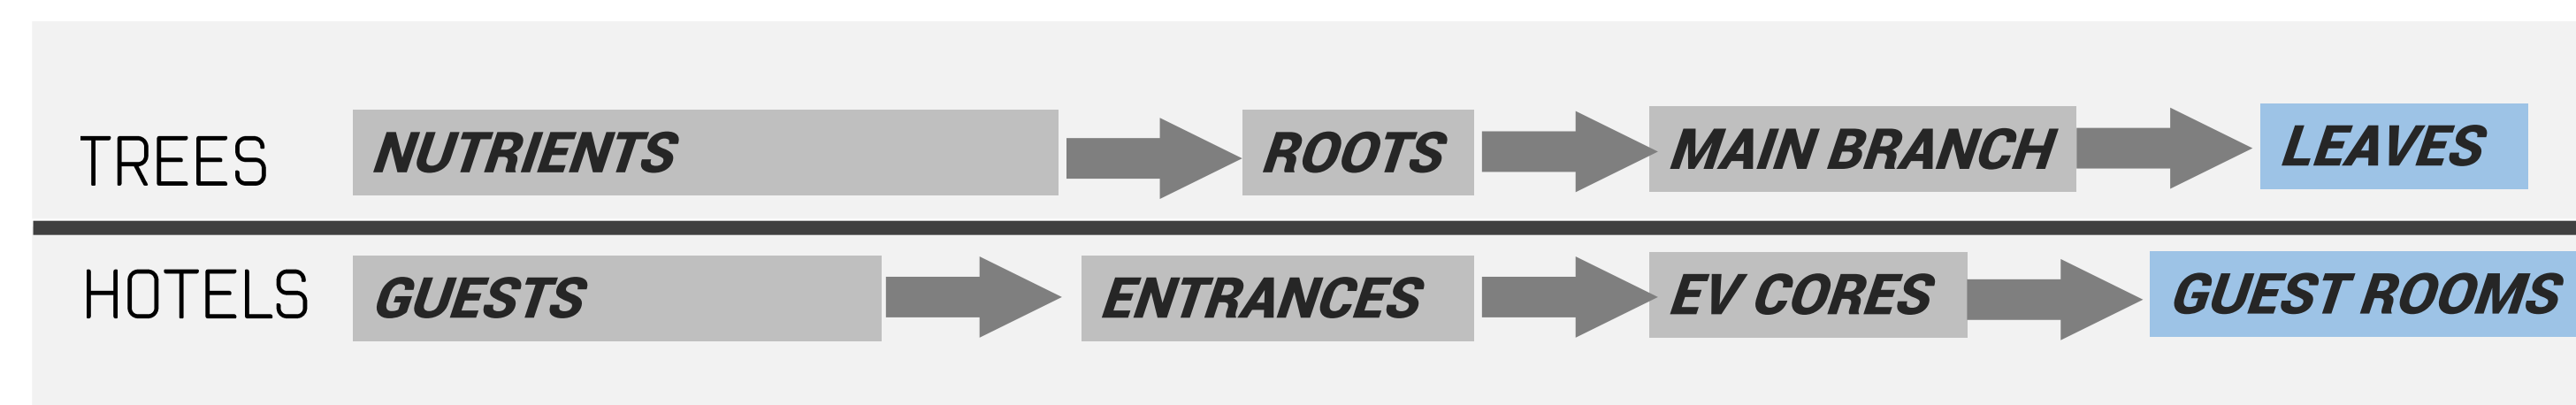 TREES NUTRIENTS ROOTS MAIN BRANCH LEAVES
HOTELS GUESTS ENTRANCES EV CORES GUEST ROOMS